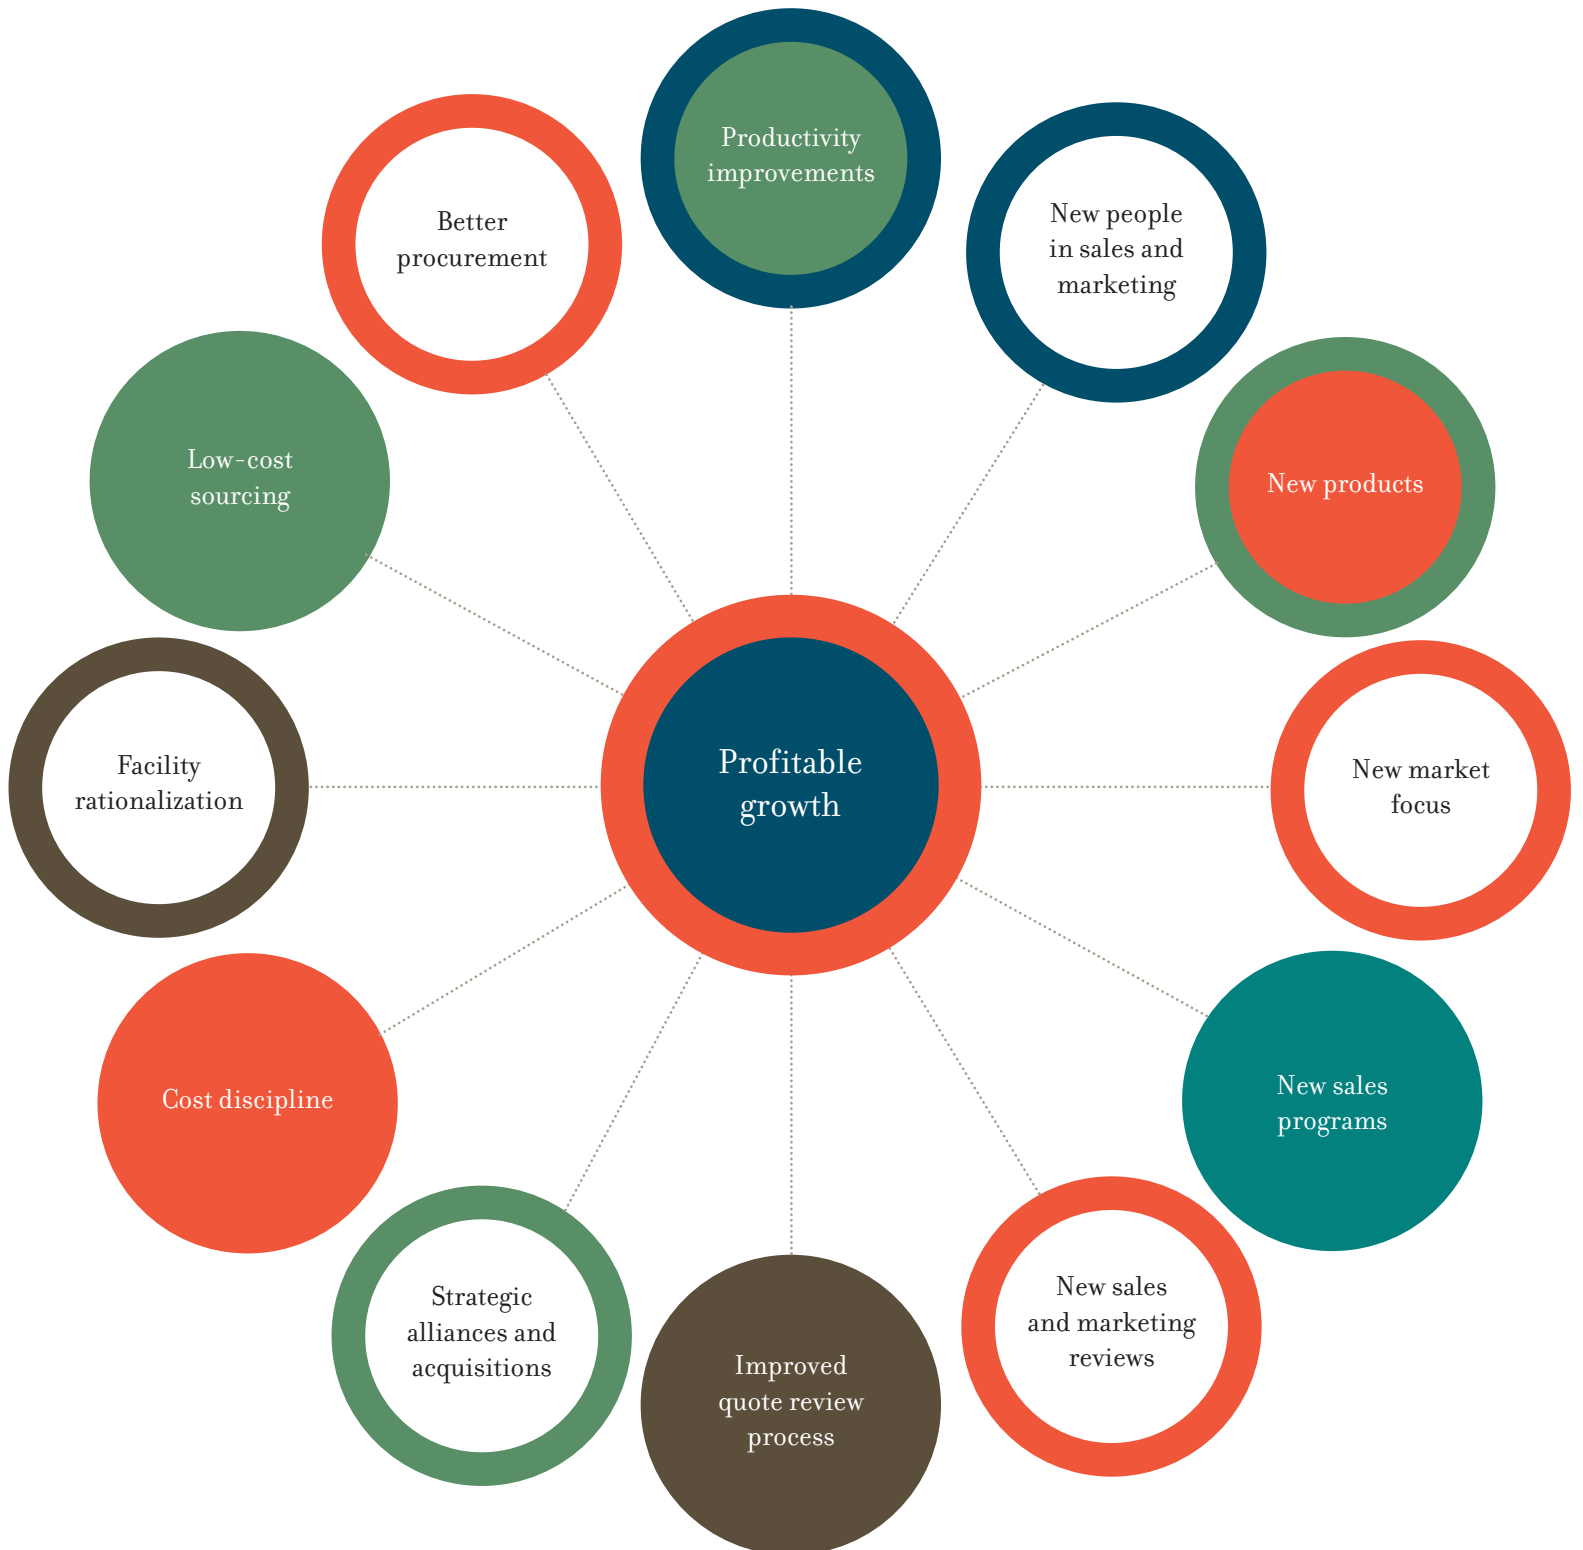 Productivity
improvements
New people
in sales and
marketing
New products
New market
focus
New sales
programs
New sales
and marketing
reviews
Improved
quote review
process
Strategic
alliances and
acquisitions
Cost discipline
Facility
rationalization
Low-cost
sourcing
Better
procurement
Profitable
growth